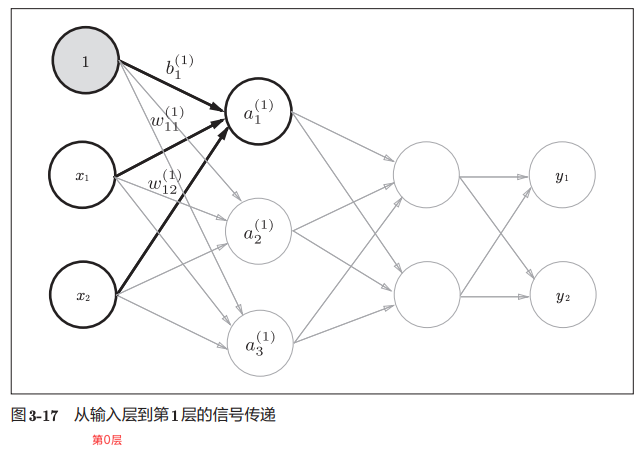 1
b₁⁽¹⁾
w₁₁⁽¹⁾
a₁⁽¹⁾
x₁
w₁₂⁽¹⁾
y₁
a₂⁽¹⁾
x₂
y₂
a₃⁽¹⁾
图3-17 从输入层到第1层的信号传递
第0层